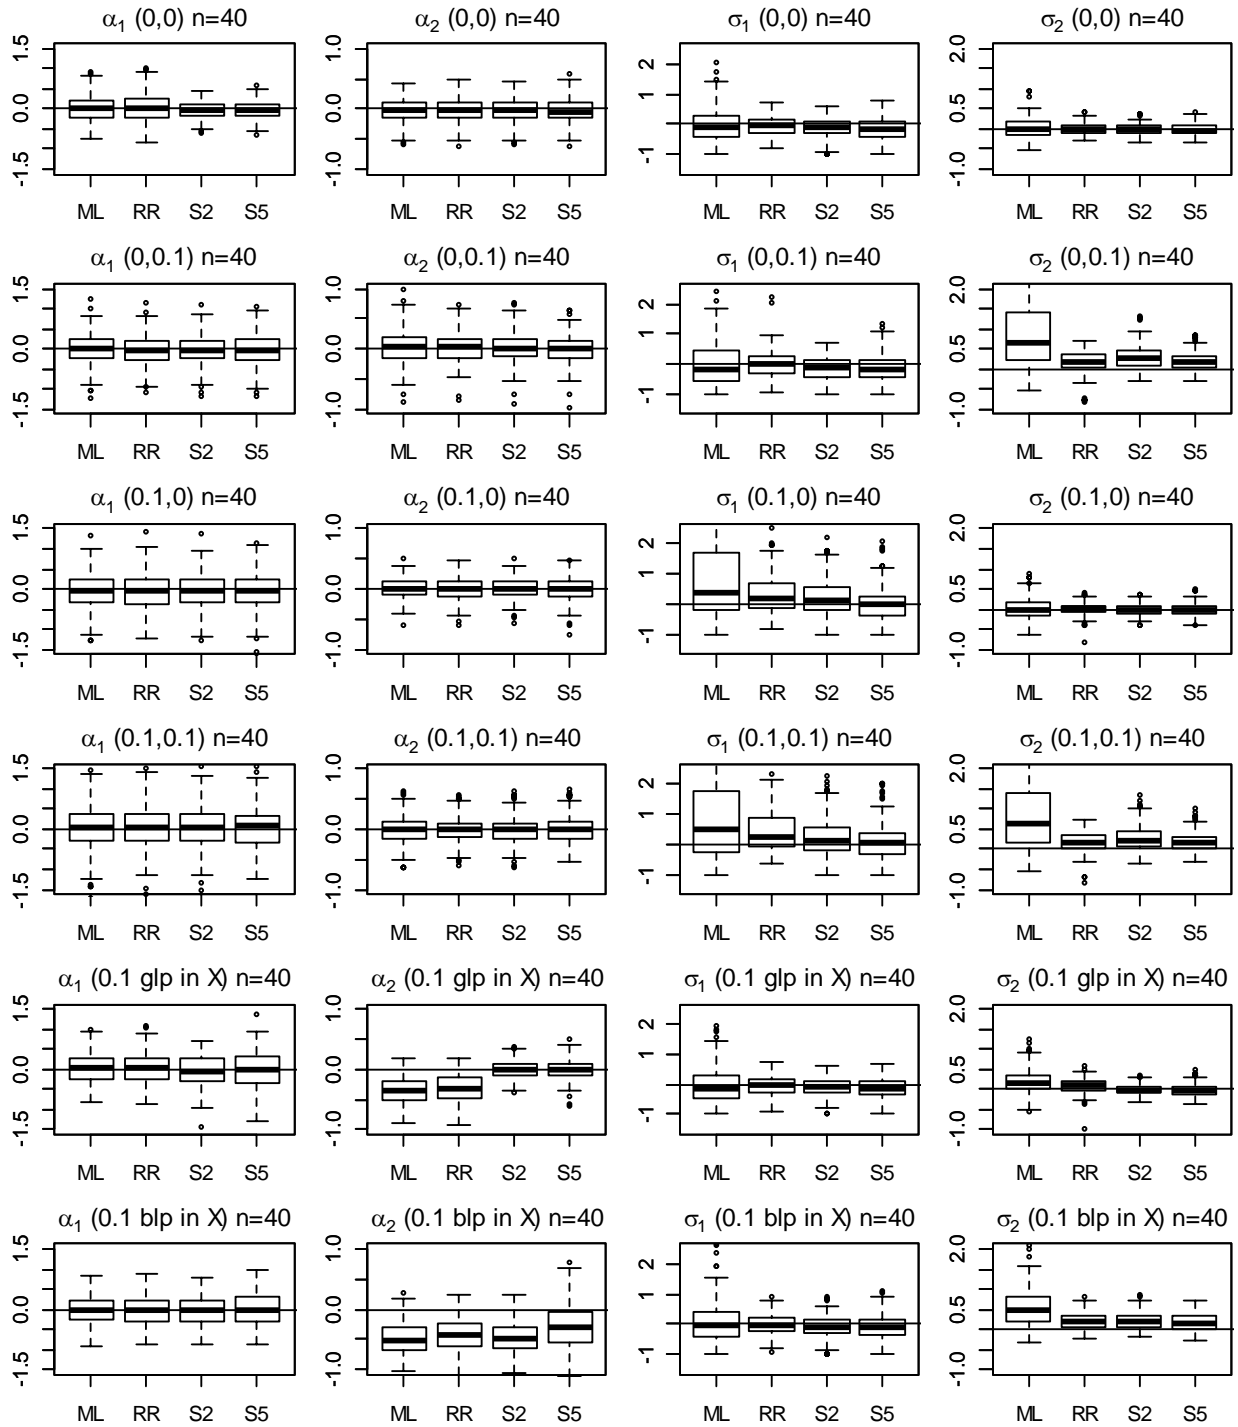 α1 (0,0) n=40 α2 (0,0) n=40 σ1 (0,0) n=40 σ2 (0,0) n=40
-1.5 0.0 1.5 -1.0 0.0 1.0 -1 1 2 -1.0 0.5 2.0
ML RR S2 S5 ML RR S2 S5 ML RR S2 S5 ML RR S2 S5
α1 (0,0.1) n=40 α2 (0,0.1) n=40 σ1 (0,0.1) n=40 σ2 (0,0.1) n=40
-1.5 0.0 1.5 -1.0 0.0 1.0 -1 1 2 -1.0 0.5 2.0
ML RR S2 S5 ML RR S2 S5 ML RR S2 S5 ML RR S2 S5
α1 (0.1,0) n=40 α2 (0.1,0) n=40 σ1 (0.1,0) n=40 σ2 (0.1,0) n=40
-1.5 0.0 1.5 -1.0 0.0 1.0 -1 1 2 -1.0 0.5 2.0
ML RR S2 S5 ML RR S2 S5 ML RR S2 S5 ML RR S2 S5
α1 (0.1,0.1) n=40 α2 (0.1,0.1) n=40 σ1 (0.1,0.1) n=40 σ2 (0.1,0.1) n=40
-1.5 0.0 1.5 -1.0 0.0 1.0 -1 1 2 -1.0 0.5 2.0
ML RR S2 S5 ML RR S2 S5 ML RR S2 S5 ML RR S2 S5
α1 (0.1 glp in X) n=40 α2 (0.1 glp in X) n=40 σ1 (0.1 glp in X) n=40 σ2 (0.1 glp in X) n=40
-1.5 0.0 1.5 -1.0 0.0 1.0 -1 1 2 -1.0 0.5 2.0
ML RR S2 S5 ML RR S2 S5 ML RR S2 S5 ML RR S2 S5
α1 (0.1 blp in X) n=40 α2 (0.1 blp in X) n=40 σ1 (0.1 blp in X) n=40 σ2 (0.1 blp in X) n=40
-1.5 0.0 1.5 -1.0 0.0 1.0 -1 1 2 -1.0 0.5 2.0
ML RR S2 S5 ML RR S2 S5 ML RR S2 S5 ML RR S2 S5